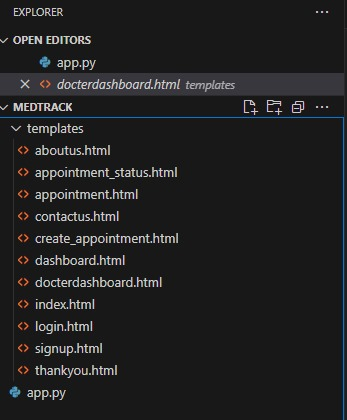 EXPLORER
OPEN EDITORS
app.py
docterdashboard.html templates
MEDTRACK
templates
aboutus.html
appointment_status.html
appointment.html
contactus.html
create_appointment.html
dashboard.html
docterdashboard.html
index.html
login.html
signup.html
thankyou.html
app.py